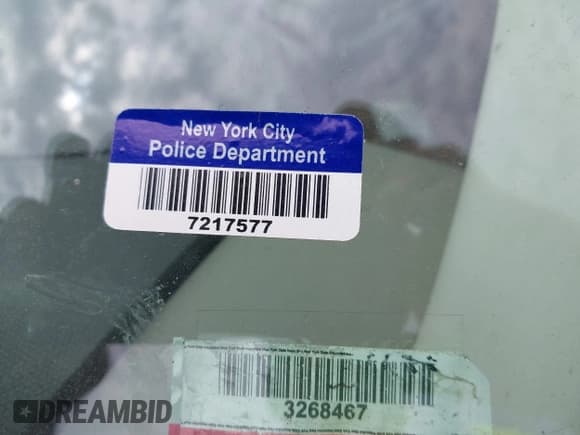 New York City
Police Department
7217577
3268467
DREAMBID